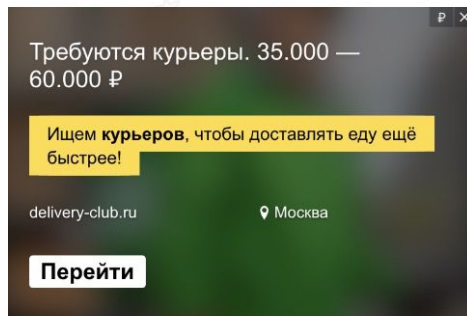 ₽ ×
Требуются курьеры. 35.000 —
60.000 ₽
Ищем курьеров, чтобы доставлять еду ещё
быстрее!
delivery-club.ru Москва
Перейти